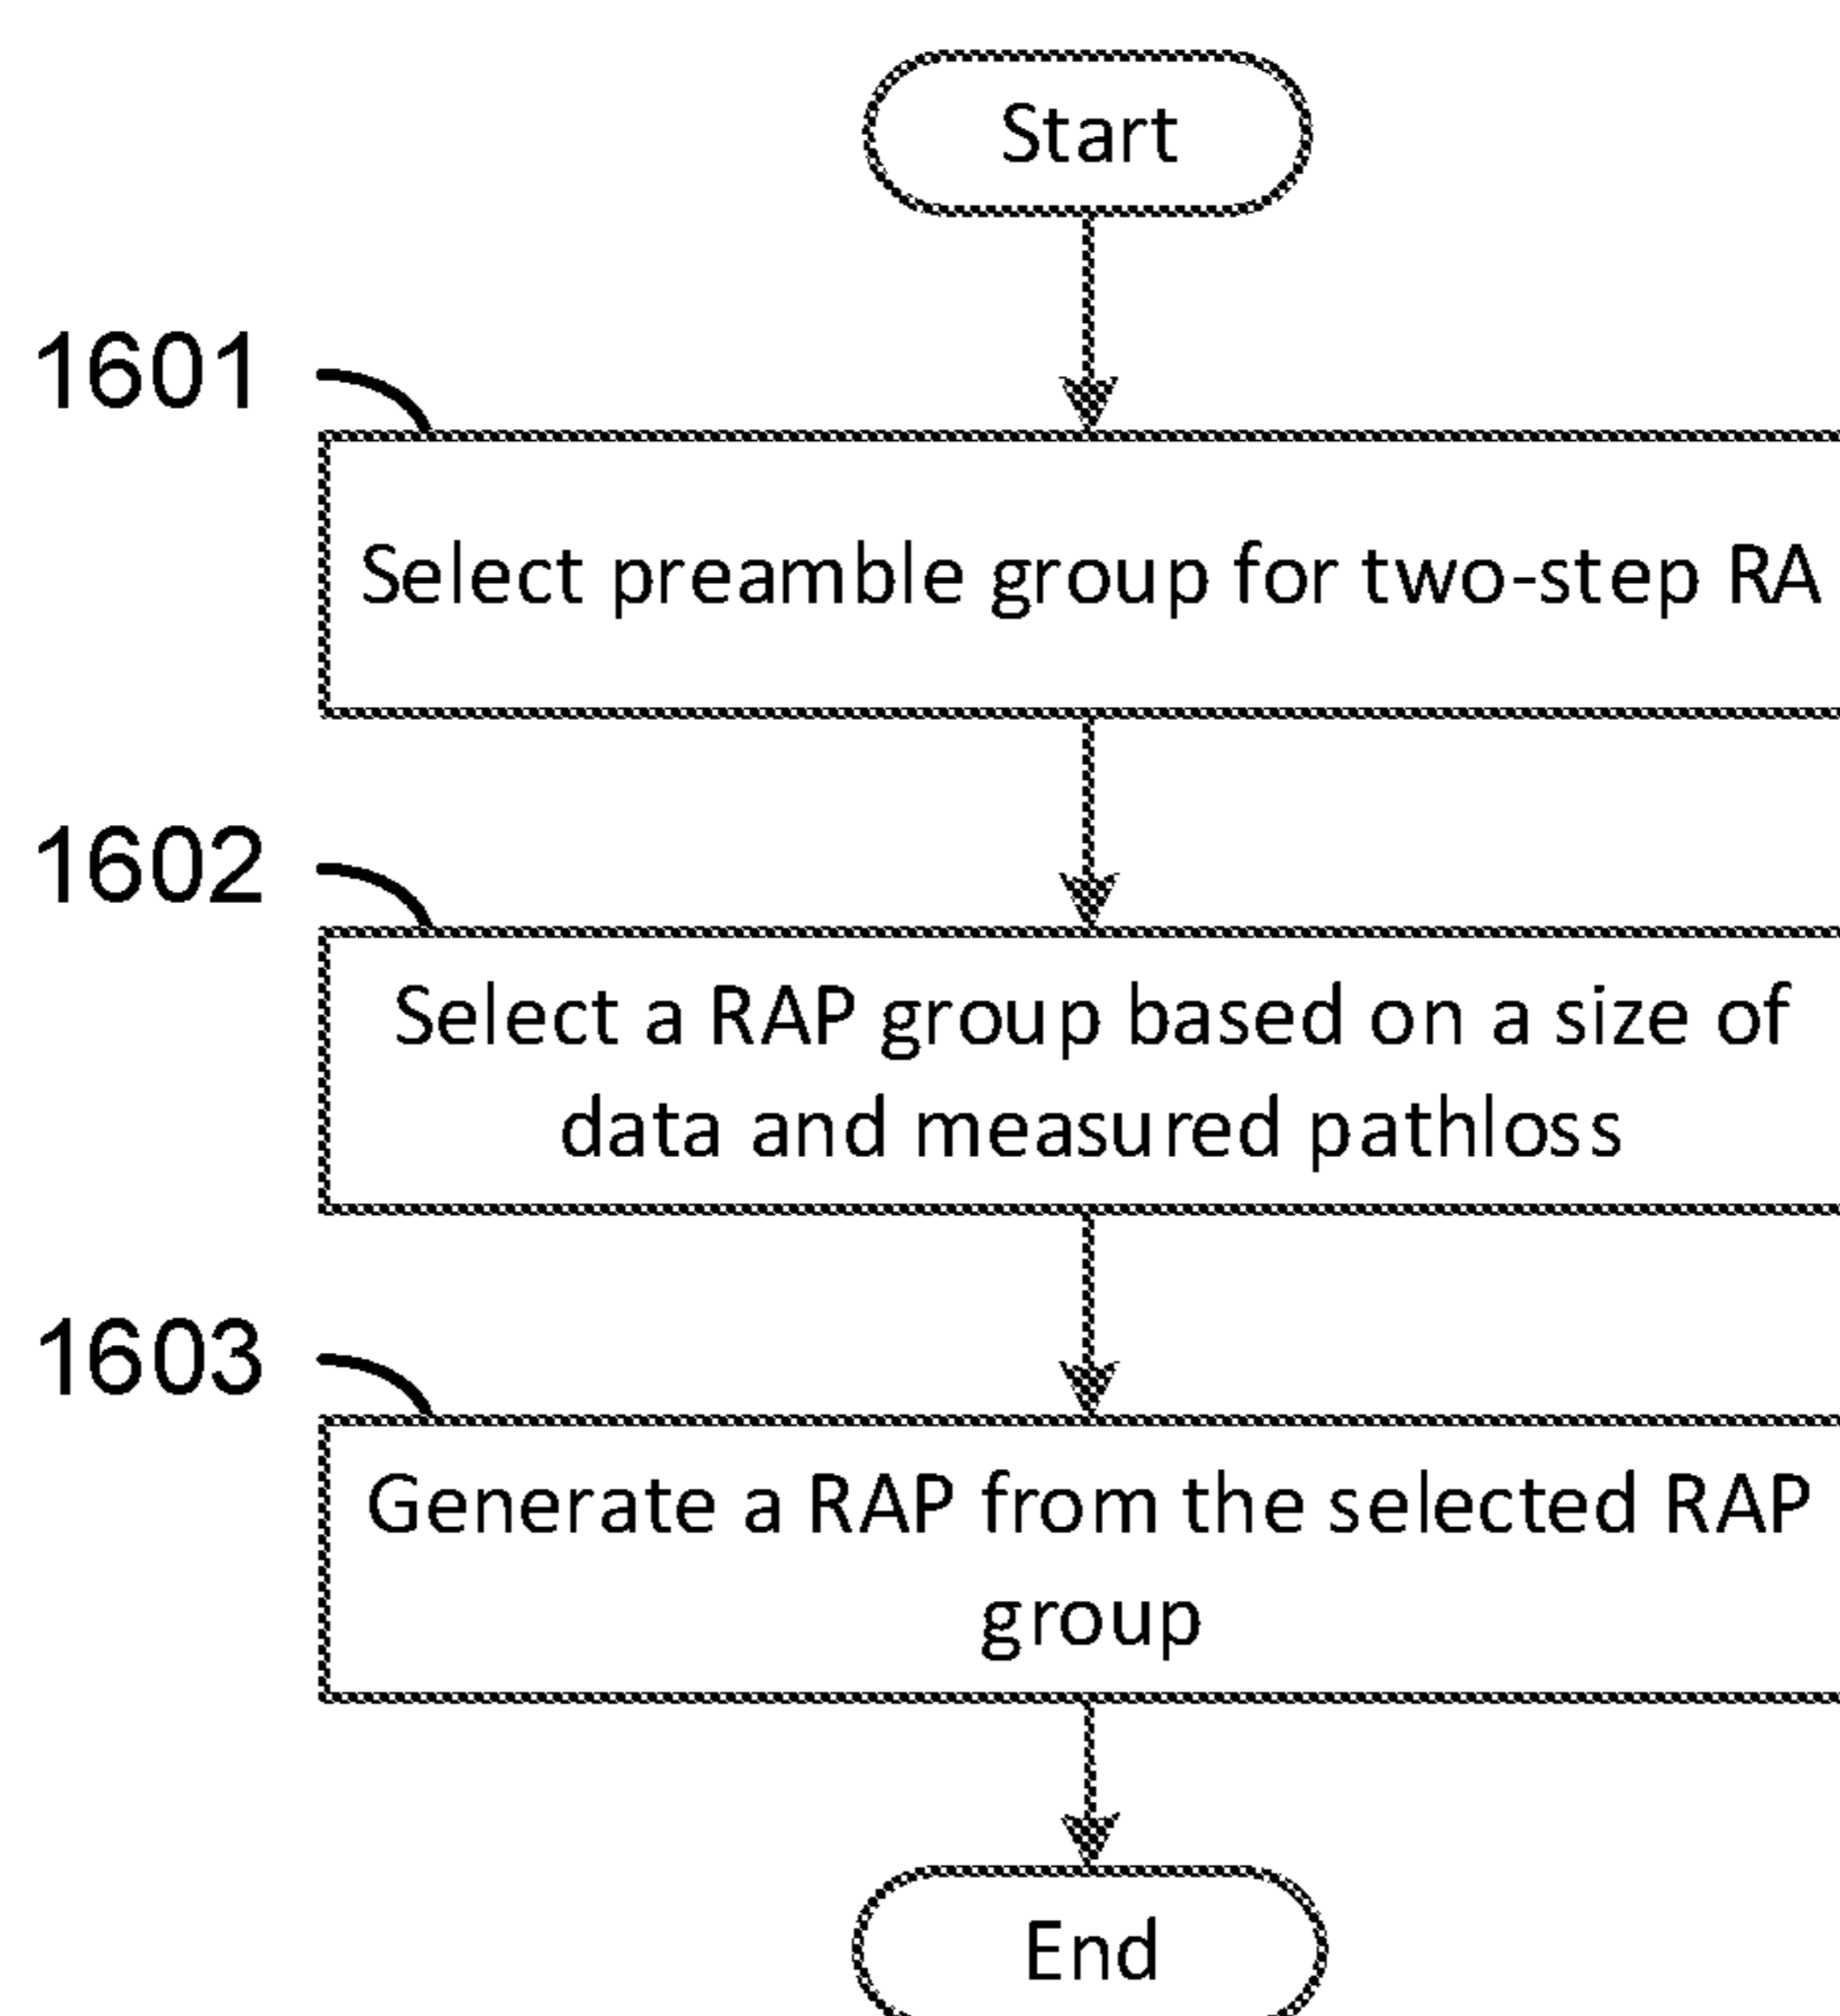 Start
1601
Select preamble group for two-step RA
1602
Select a RAP group based on a size of
data and measured pathloss
1603
Generate a RAP from the selected RAP
group
End